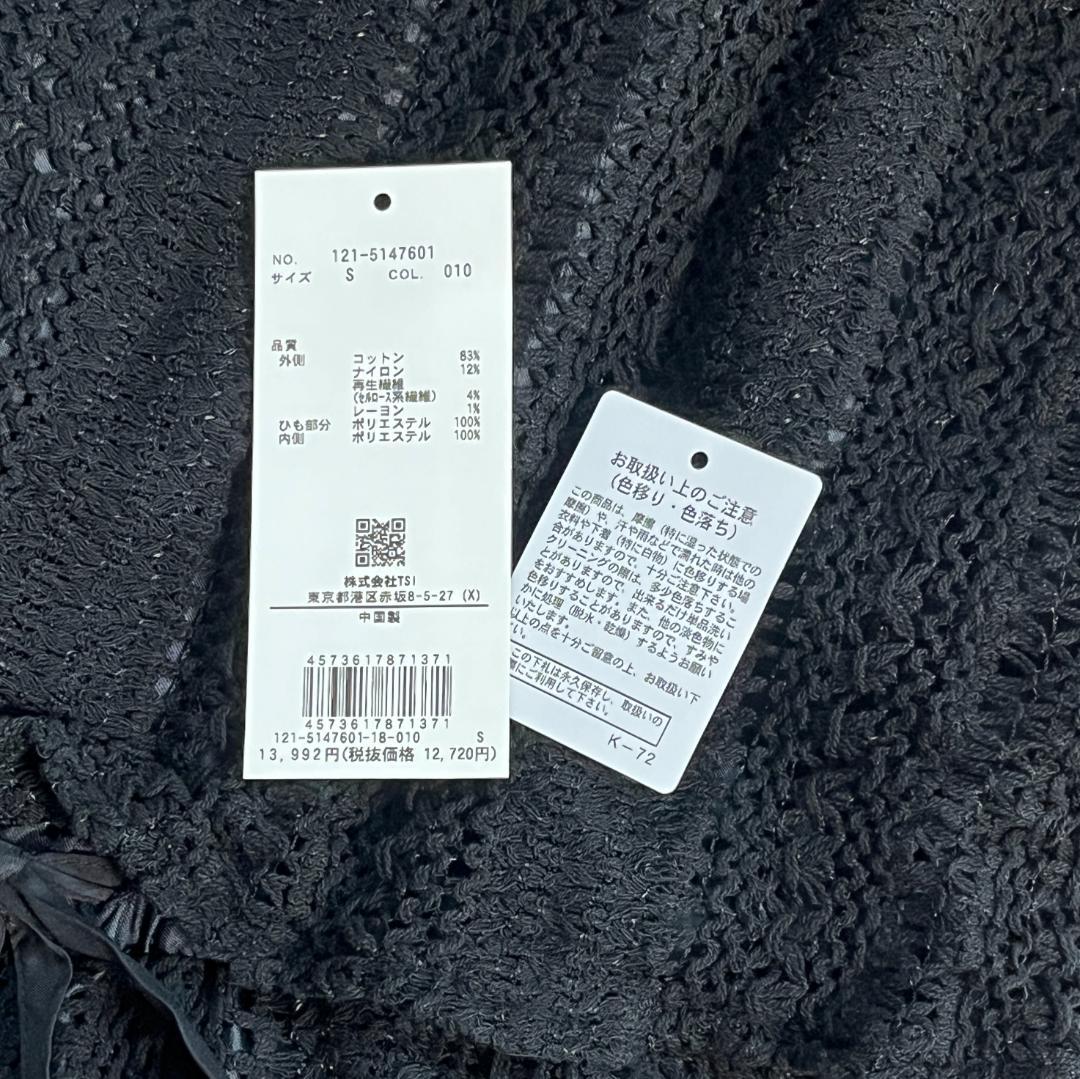 NO. 121-5147601
サイズ S COL. 010
品質
外側 コットン 83%
ナイロン 12%
再生繊維
(セルロース系繊維) 4%
レーヨン 1%
ひも部分 ポリエステル 100%
内側 ポリエステル 100%
株式会社TSI
東京都港区赤坂8-5-27 (X)
中国製
4573617871371
4573617871371
121-5147601-18-010 S
13,992円(税抜価格 12,720円)
お取扱い上のご注意
(色移り・色落ち)
この商品は、摩擦(特に湿った状態での
摩擦)や、汗や雨などで濡れた時は他の
衣料や下着(特に白物)に色移りする場
合がありますので、十分ご注意下さい。
クリーニングの際は、多少色落ちするこ
とがありますので、出来るだけ単品洗い
をおすすめします。また、他の淡色物に
色移りすることがありますので、すみや
かに処理(脱水・乾燥)するようお願い
いたします。
以上の点を十分ご留意の上、お取扱い下
い。
この下札は永久保存し、取扱いの
際にご利用して下さい。
K-72